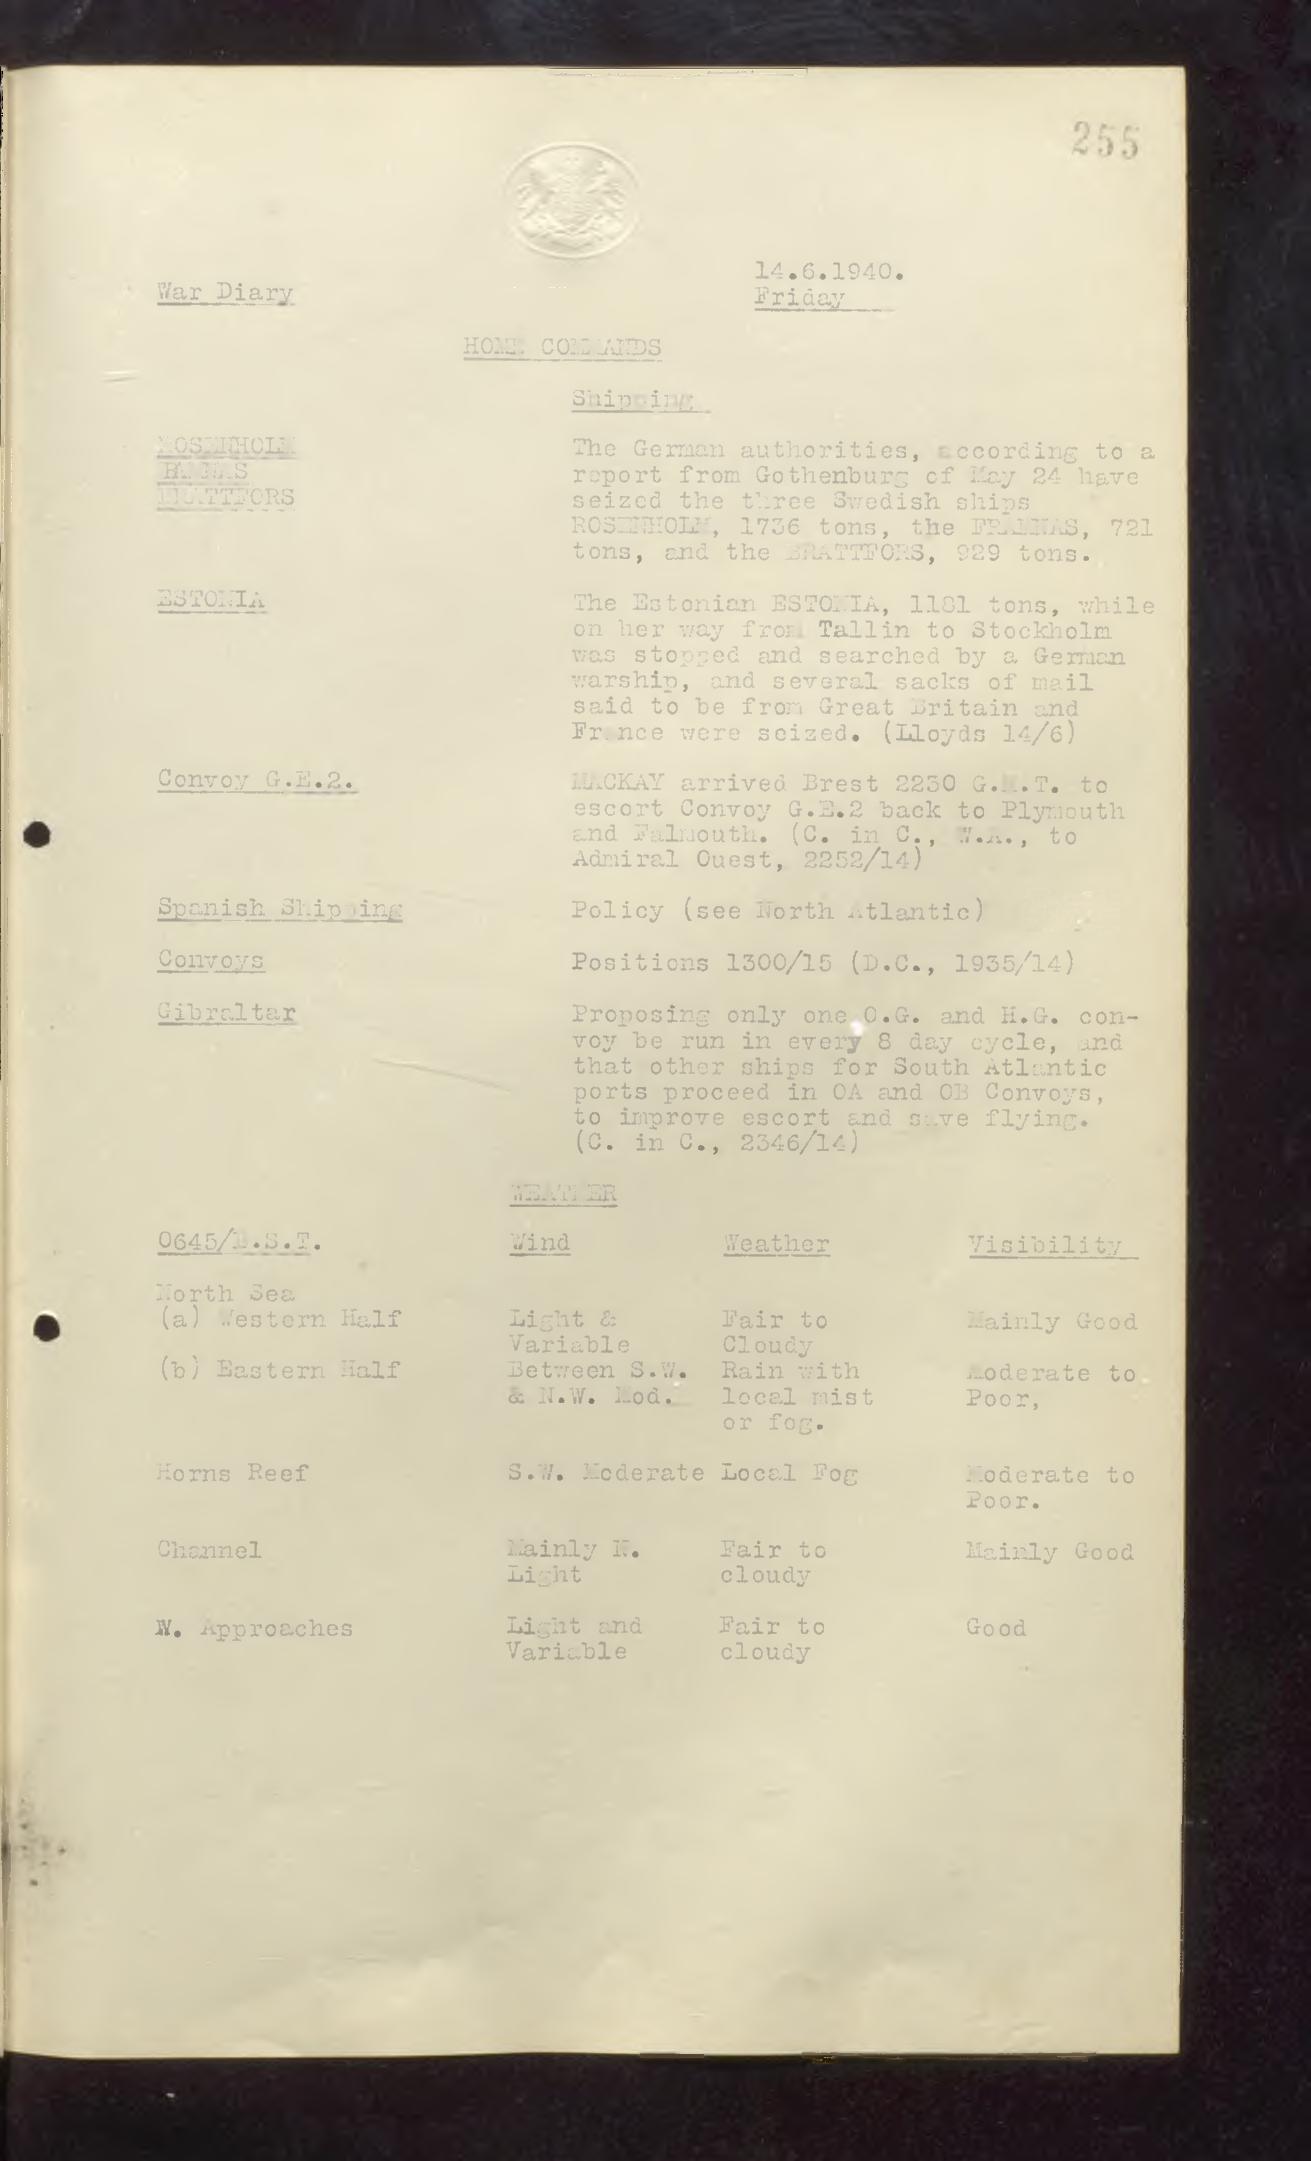 255
14.6.1940.
War Diary
Friday
HOME COMMANDS
Shipping
ROSENHOLM
BRATTFORS
The German authorities, according to a
report from Gothenburg of May 24 have
seized the three Swedish ships
ROSENHOLM, 1736 tons, the FRAMNAS, 721
tons, and the BRATTFORS, 929 tons.
ESTONIA
The Estonian ESTONIA, 1181 tons, while
on her way from Tallin to Stockholm
was stopped and searched by a German
warship, and several sacks of mail
said to be from Great Britain and
France were seized. (Lloyds 14/6)
Convoy G.E.2.
MACKAY arrived Brest 2230 G.M.T. to
escort Convoy G.E.2 back to Plymouth
and Falmouth. (C. in C., W.A., to
Admiral Ouest, 2252/14)
Spanish Shipping
Policy (see North Atlantic)
Convoys
Positions 1300/15 (D.C., 1935/14)
Gibraltar
Proposing only one O.G. and H.G. con-
voy be run in every 8 day cycle, and
that other ships for South Atlantic
ports proceed in OA and OB Convoys,
to improve escort and save flying.
(C. in C., 2346/14)
WEATHER
0645/B.S.T. Wind Weather Visibility
North Sea
(a) Western Half Light & Fair to Mainly Good
Variable Cloudy
(b) Eastern Half Between S.W. Rain with Moderate to
& N.W. Mod. local mist Poor,
or fog.
Horns Reef S.W. Moderate Local Fog Moderate to
Poor.
Channel Mainly N. Fair to Mainly Good
Light cloudy
W. Approaches Light and Fair to Good
Variable cloudy